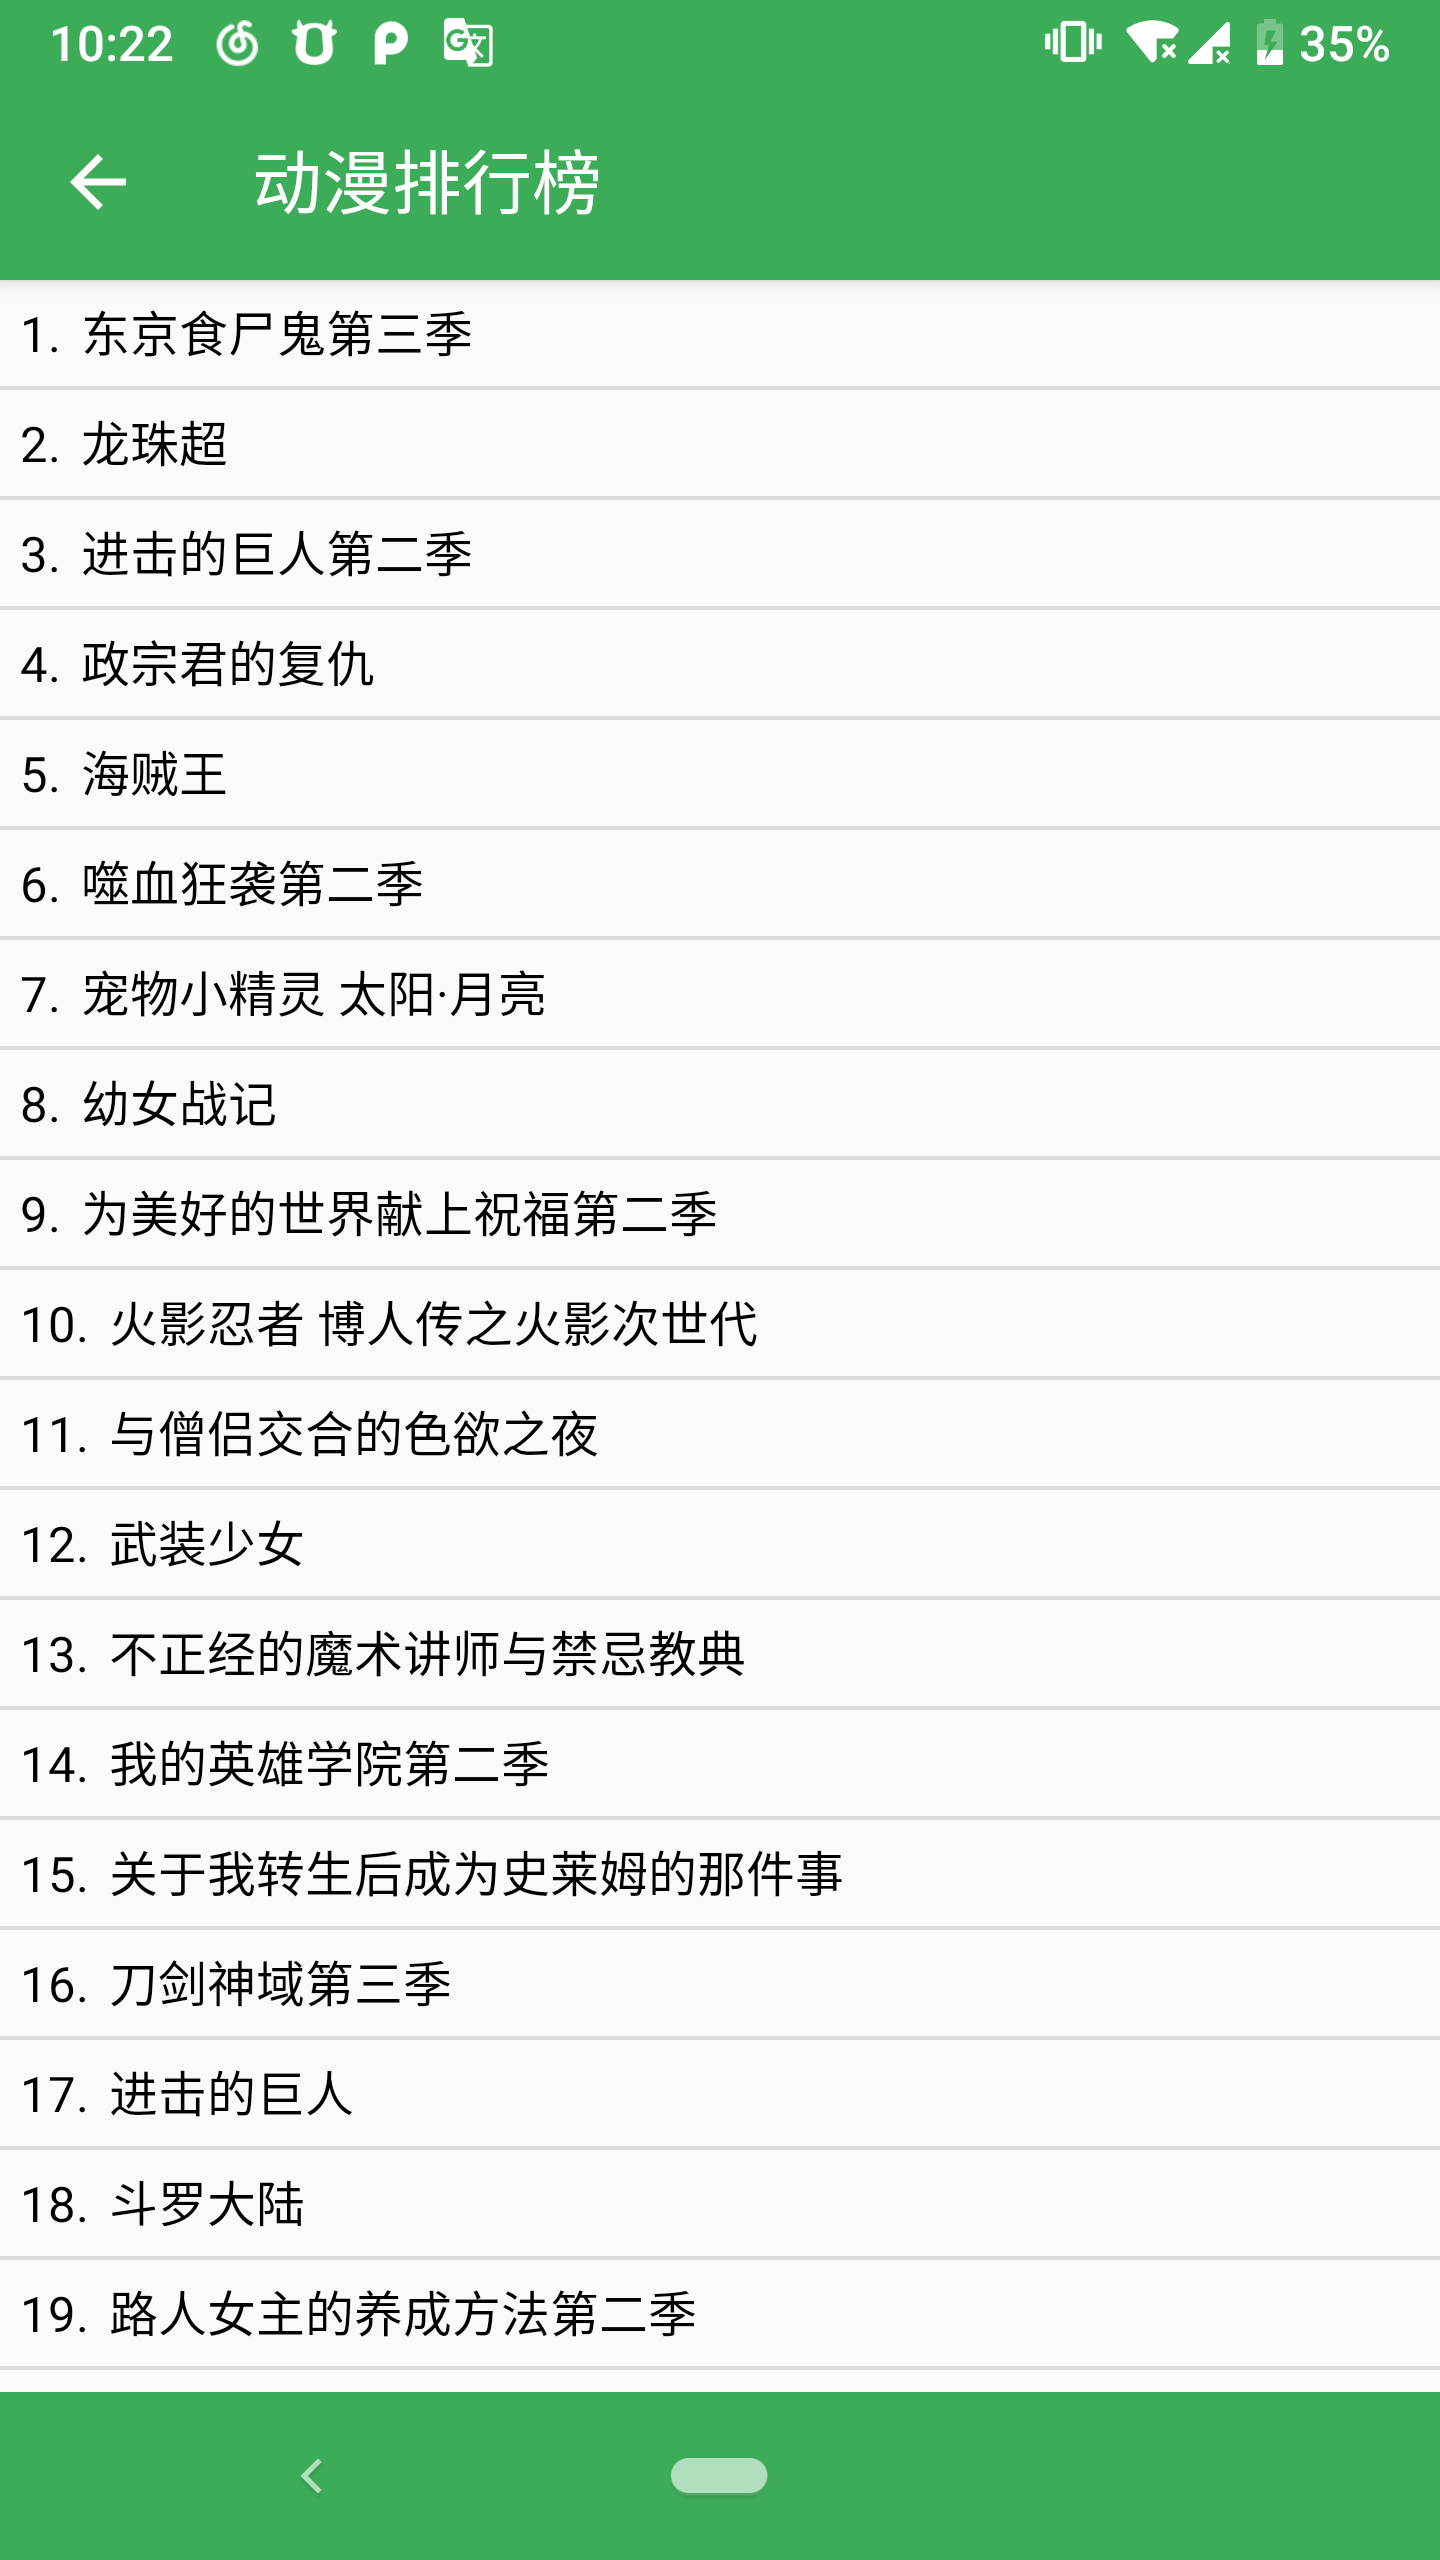 10:22
35%
动漫排行榜
1. 东京食尸鬼第三季
2. 龙珠超
3. 进击的巨人第二季
4. 政宗君的复仇
5. 海贼王
6. 噬血狂袭第二季
7. 宠物小精灵 太阳·月亮
8. 幼女战记
9. 为美好的世界献上祝福第二季
10. 火影忍者 博人传之火影次世代
11. 与僧侣交合的色欲之夜
12. 武装少女
13. 不正经的魔术讲师与禁忌教典
14. 我的英雄学院第二季
15. 关于我转生后成为史莱姆的那件事
16. 刀剑神域第三季
17. 进击的巨人
18. 斗罗大陆
19. 路人女主的养成方法第二季